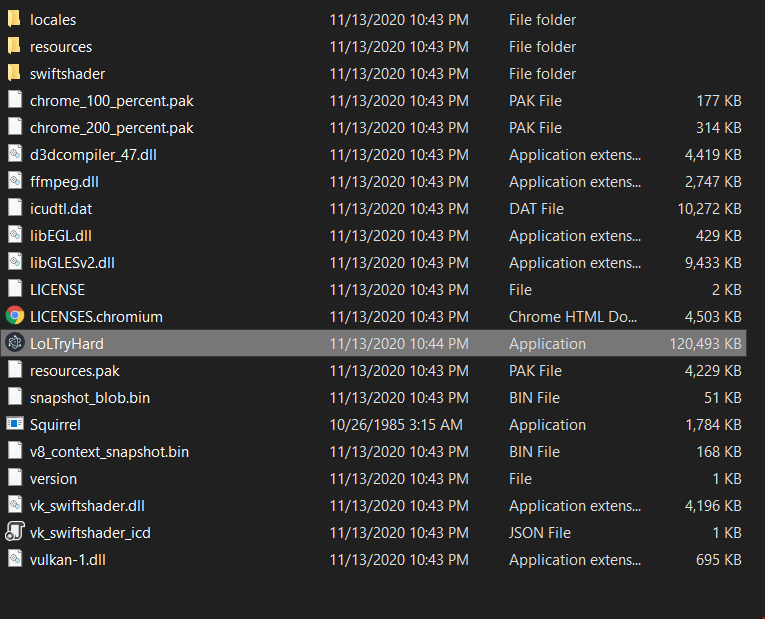 locales 11/13/2020 10:43 PM File folder
resources 11/13/2020 10:43 PM File folder
swiftshader 11/13/2020 10:43 PM File folder
chrome_100_percent.pak 11/13/2020 10:43 PM PAK File 177 KB
chrome_200_percent.pak 11/13/2020 10:43 PM PAK File 314 KB
d3dcompiler_47.dll 11/13/2020 10:43 PM Application extens... 4,419 KB
ffmpeg.dll 11/13/2020 10:43 PM Application extens... 2,747 KB
icudtl.dat 11/13/2020 10:43 PM DAT File 10,272 KB
libEGL.dll 11/13/2020 10:43 PM Application extens... 429 KB
libGLESv2.dll 11/13/2020 10:43 PM Application extens... 9,433 KB
LICENSE 11/13/2020 10:43 PM File 2 KB
LICENSES.chromium 11/13/2020 10:43 PM Chrome HTML Do... 4,503 KB
LoLTryHard 11/13/2020 10:44 PM Application 120,493 KB
resources.pak 11/13/2020 10:43 PM PAK File 4,229 KB
snapshot_blob.bin 11/13/2020 10:43 PM BIN File 51 KB
Squirrel 10/26/1985 3:15 AM Application 1,784 KB
v8_context_snapshot.bin 11/13/2020 10:43 PM BIN File 168 KB
version 11/13/2020 10:43 PM File 1 KB
vk_swiftshader.dll 11/13/2020 10:43 PM Application extens... 4,196 KB
vk_swiftshader_icd 11/13/2020 10:43 PM JSON File 1 KB
vulkan-1.dll 11/13/2020 10:43 PM Application extens... 695 KB